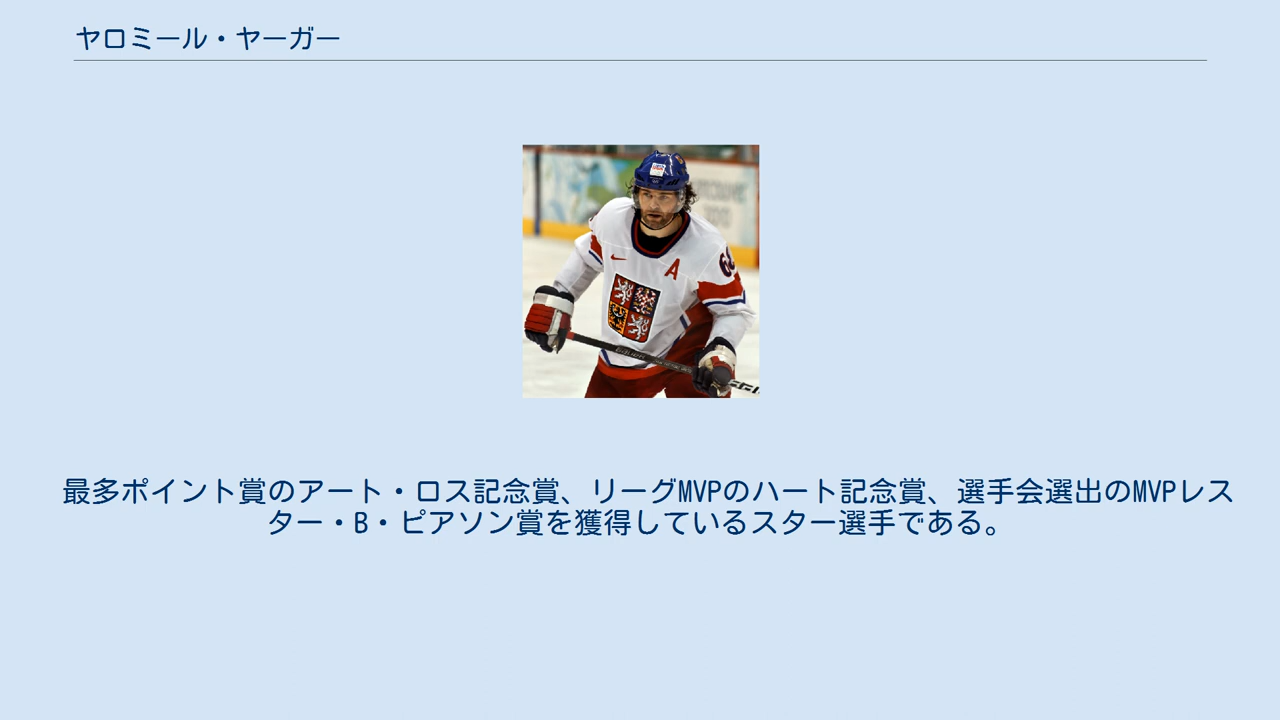 ヤロミール・ヤーガー
A
最多ポイント賞のアート・ロス記念賞、リーグMVPのハート記念賞、選手会選出のMVPレス
ター・B・ピアソン賞を獲得しているスター選手である。